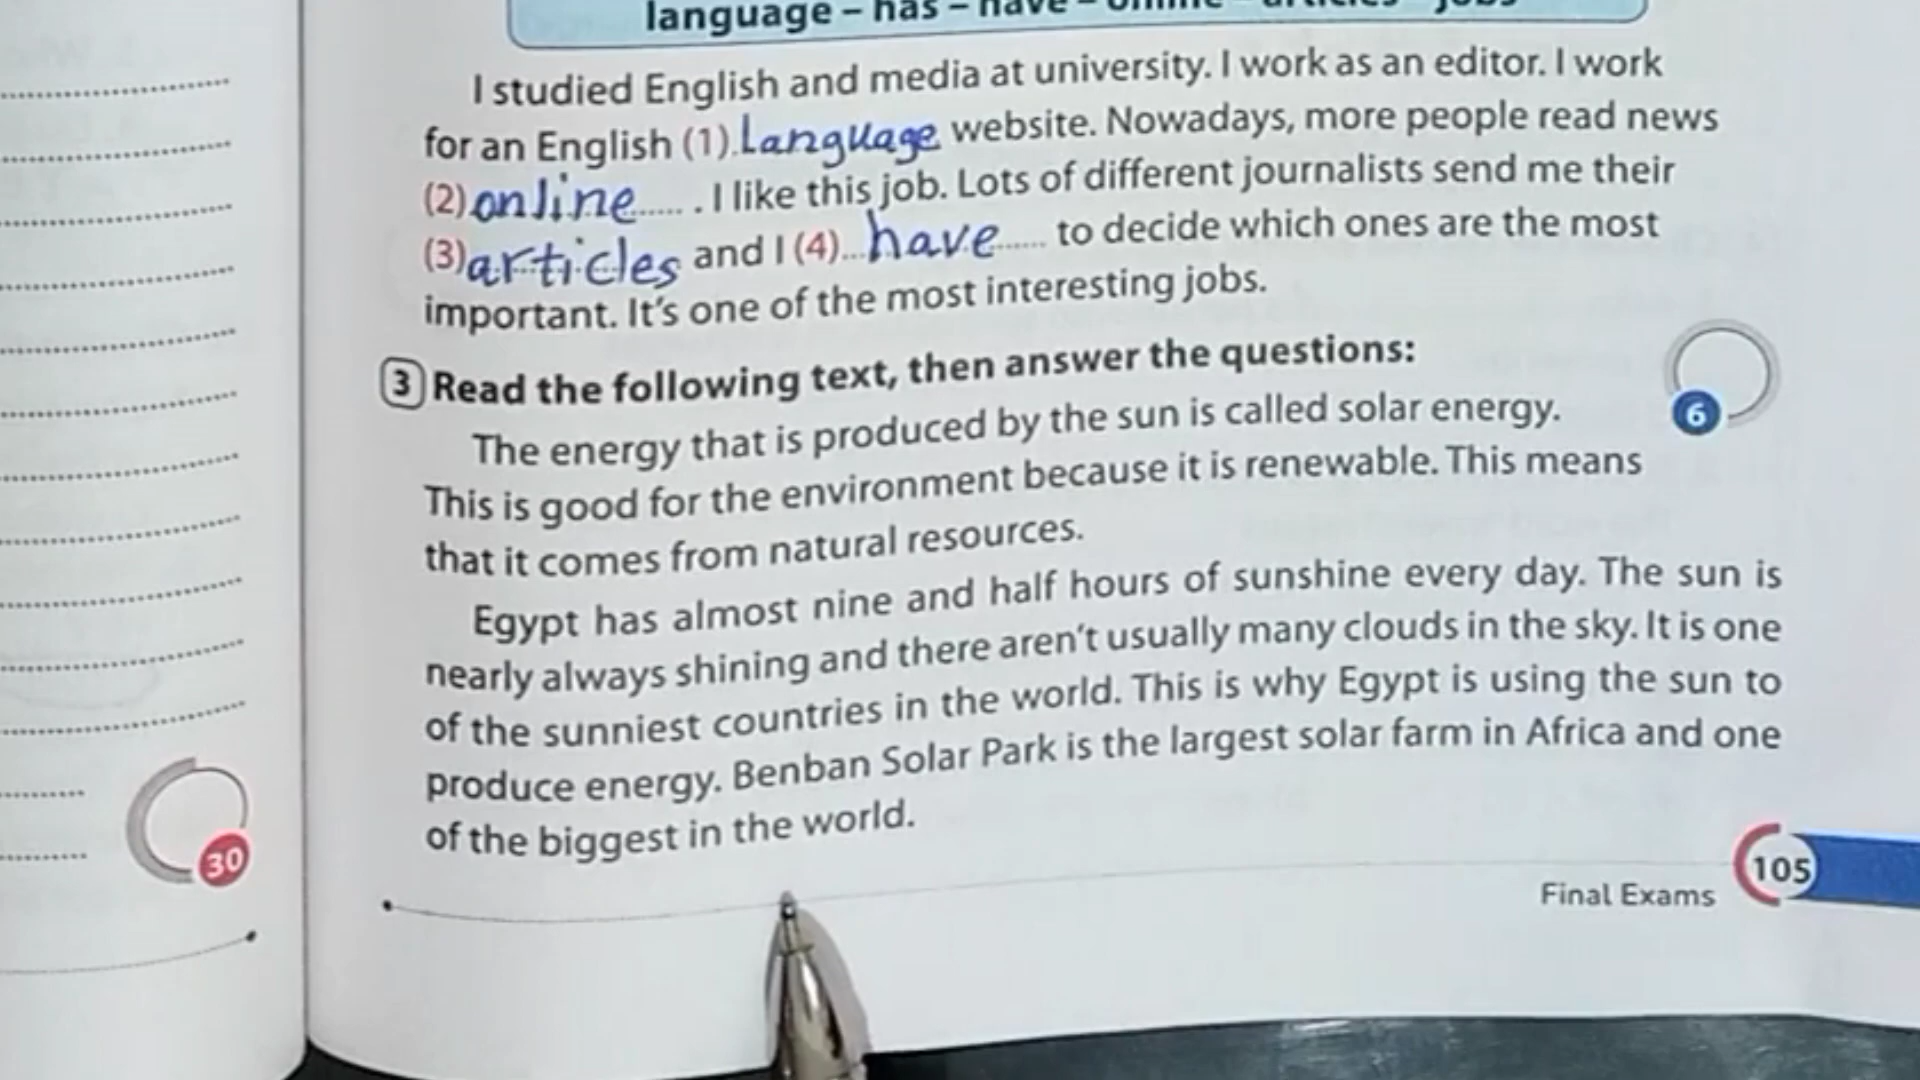 language – has – have – online – articles – jobs
I studied English and media at university. I work as an editor. I work
for an English (1) Language website. Nowadays, more people read news
(2) online ...... . I like this job. Lots of different journalists send me their
(3) articles and I (4)... have ...... to decide which ones are the most
important. It's one of the most interesting jobs.
3 Read the following text, then answer the questions:
6
The energy that is produced by the sun is called solar energy.
This is good for the environment because it is renewable. This means
that it comes from natural resources.
Egypt has almost nine and half hours of sunshine every day. The sun is
nearly always shining and there aren't usually many clouds in the sky. It is one
of the sunniest countries in the world. This is why Egypt is using the sun to
produce energy. Benban Solar Park is the largest solar farm in Africa and one
of the biggest in the world.
30
Final Exams 105